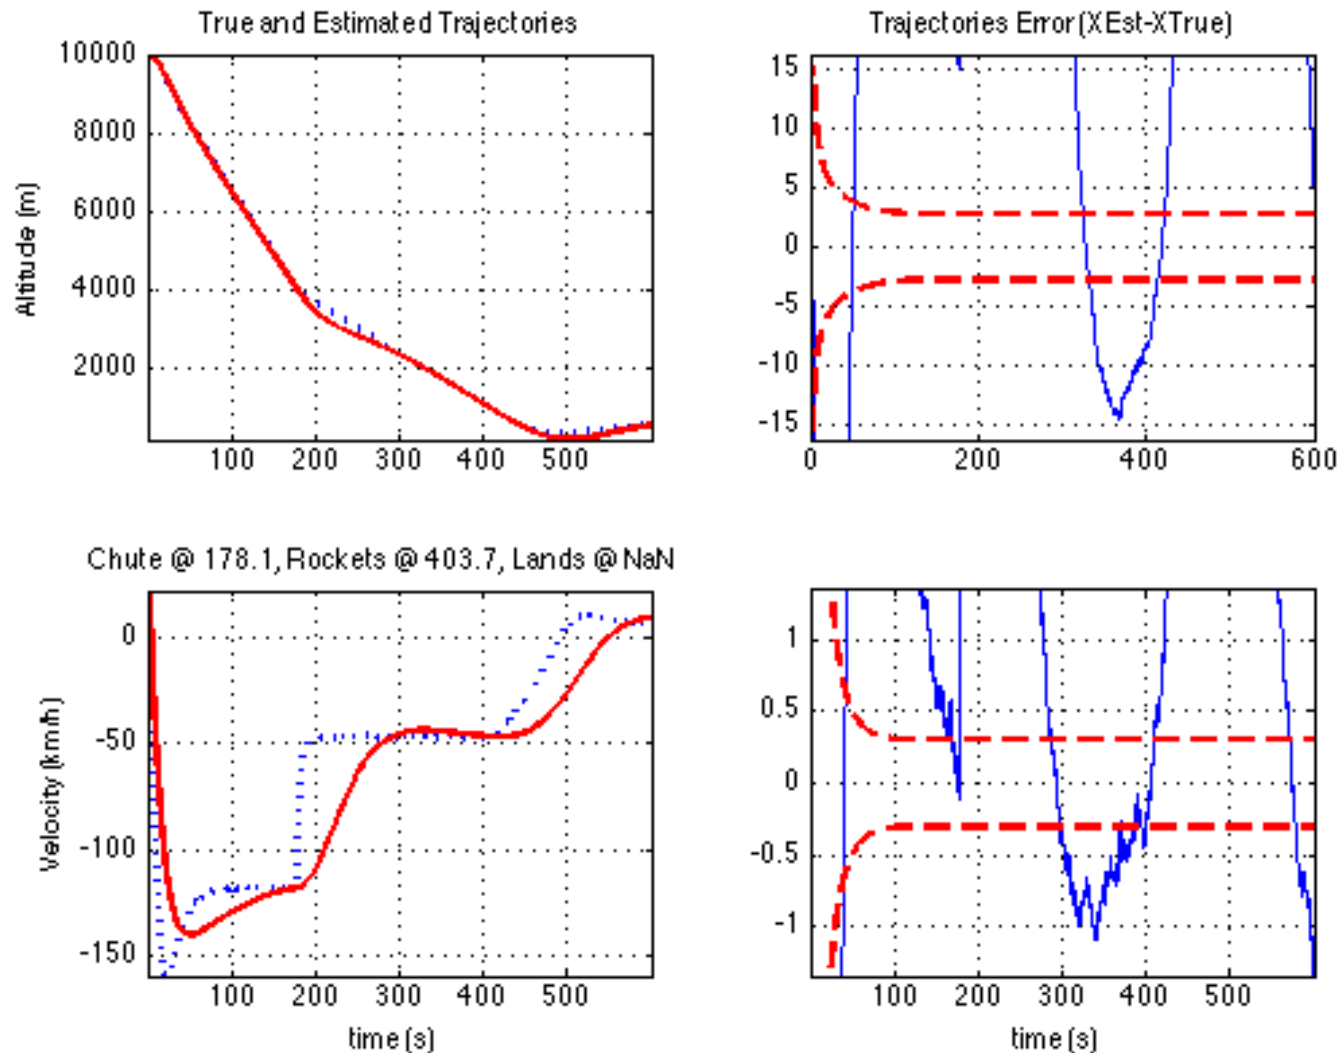 True and Estimated Trajectories
10000
8000
6000
4000
2000
Altitude (m)
100 200 300 400 500
Trajectories Error(XEst-XTrue)
15
10
5
0
-5
-10
-15
0 200 400 600
Chute @ 178.1, Rockets @ 403.7, Lands @ NaN
0
-50
-100
-150
Velocity (km/h)
100 200 300 400 500
time (s)
1
0.5
0
-0.5
-1
100 200 300 400 500
time (s)